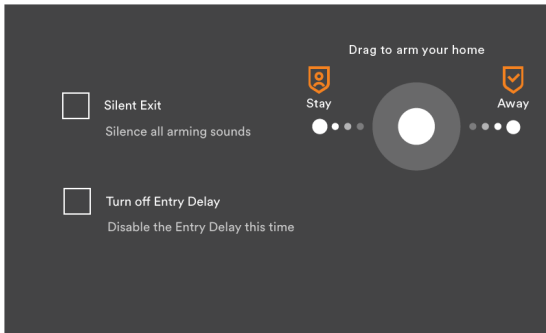 Drag to arm your home
Stay
Away
Silent Exit
Silence all arming sounds
Turn off Entry Delay
Disable the Entry Delay this time